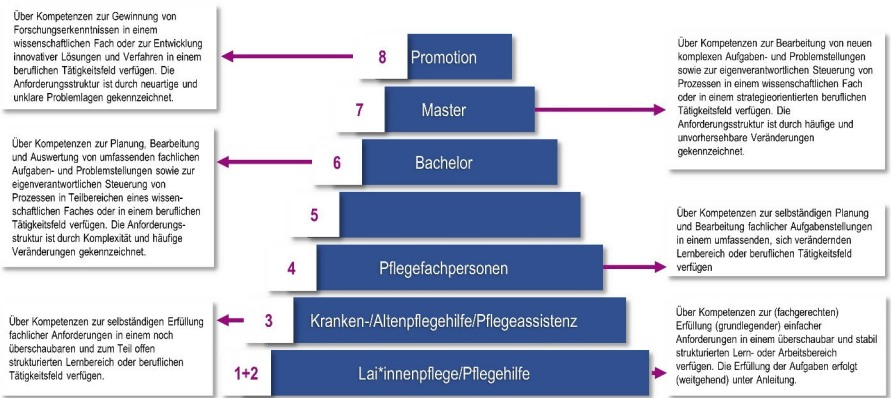 Über Kompetenzen zur Gewinnung von
Forschungserkenntnissen in einem
wissenschaftlichen Fach oder zur Entwicklung
innovativer Lösungen und Verfahren in einem
beruflichen Tätigkeitsfeld verfügen. Die
Anforderungsstruktur ist durch neuartige und
unklare Problemlagen gekennzeichnet.
8 Promotion
Über Kompetenzen zur Bearbeitung von neuen
komplexen Aufgaben- und Problemstellungen
sowie zur eigenverantwortlichen Steuerung von
Prozessen in einem wissenschaftlichen Fach
oder in einem strategieorientierten beruflichen
Tätigkeitsfeld verfügen. Die
Anforderungsstruktur ist durch häufige und
unvorhersehbare Veränderungen
gekennzeichnet.
7 Master
Über Kompetenzen zur Planung, Bearbeitung
und Auswertung von umfassenden fachlichen
Aufgaben- und Problemstellungen sowie zur
eigenverantwortlichen Steuerung von
Prozessen in Teilbereichen eines wissen-
schaftlichen Faches oder in einem beruflichen
Tätigkeitsfeld verfügen. Die Anforderungs-
struktur ist durch Komplexität und häufige
Veränderungen gekennzeichnet.
6 Bachelor
5
4 Pflegefachpersonen
Über Kompetenzen zur selbständigen Planung
und Bearbeitung fachlicher Aufgabenstellungen
in einem umfassenden, sich verändernden
Lernbereich oder beruflichen Tätigkeitsfeld
verfügen
Über Kompetenzen zur selbständigen Erfüllung
fachlicher Anforderungen in einem noch
überschaubaren und zum Teil offen
strukturierten Lernbereich oder beruflichen
Tätigkeitsfeld verfügen.
3 Kranken-/Altenpflegehilfe/Pflegeassistenz
1+2 Lai*innenpflege/Pflegehilfe
Über Kompetenzen zur (fachgerechten)
Erfüllung (grundlegender) einfacher
Anforderungen in einem überschaubar und stabil
strukturierten Lern- oder Arbeitsbereich
verfügen. Die Erfüllung der Aufgaben erfolgt
(weitgehend) unter Anleitung.